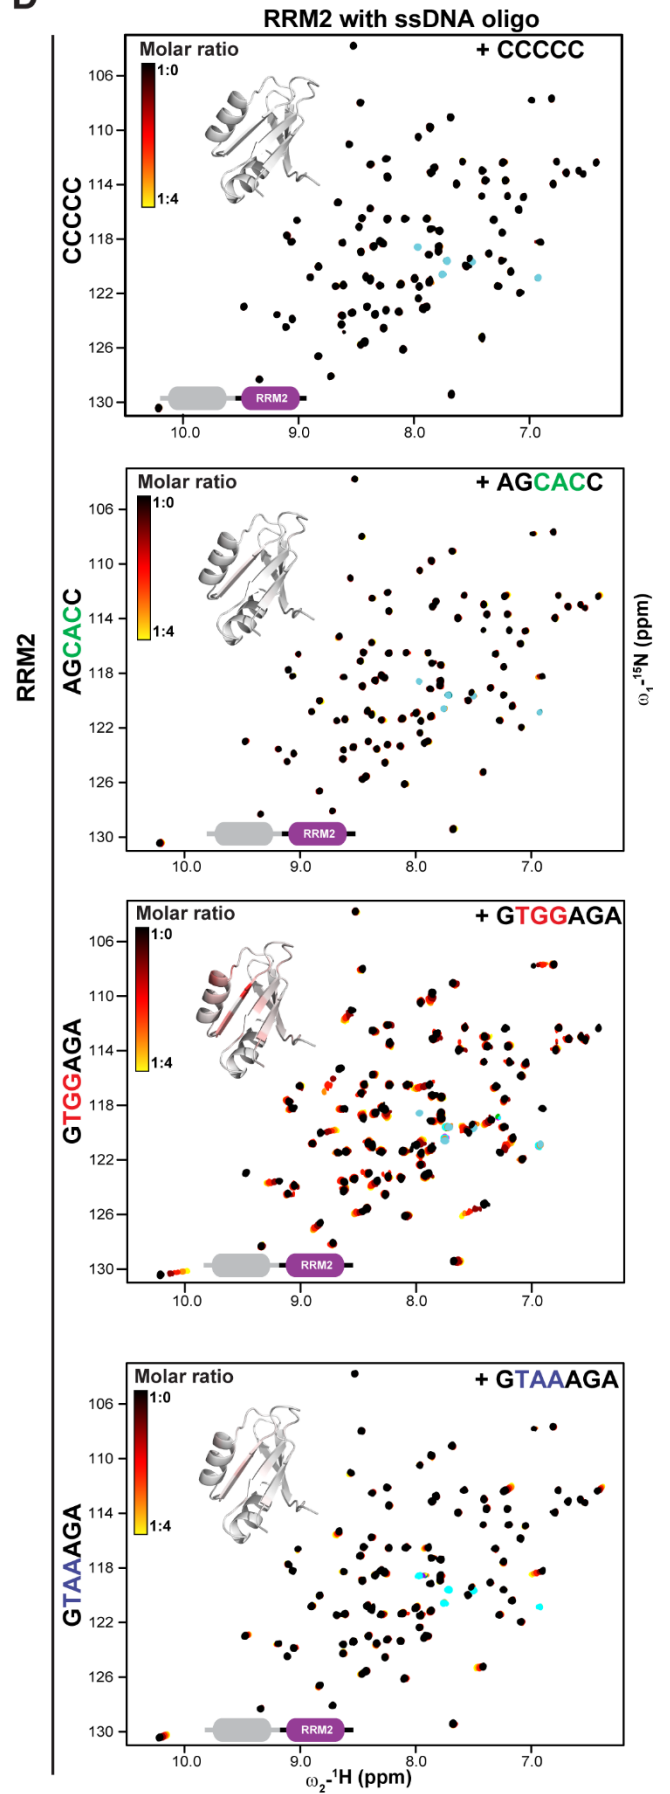 D
RRM2 with ssDNA oligo
RRM2
CCCCC
Molar ratio
1:0
1:4
+ CCCCC
106
110
114
118
122
126
130
RRM2
10.0 9.0 8.0 7.0
AGCACC
Molar ratio
1:0
1:4
+ AGCACC
106
110
114
118
122
126
130
RRM2
10.0 9.0 8.0 7.0
ω₁-¹⁵N (ppm)
GTGGAGA
Molar ratio
1:0
1:4
+ GTGGAGA
106
110
114
118
122
126
130
RRM2
10.0 9.0 8.0 7.0
GTAAAGA
Molar ratio
1:0
1:4
+ GTAAAGA
106
110
114
118
122
126
130
RRM2
10.0 9.0 8.0 7.0
ω₂-¹H (ppm)